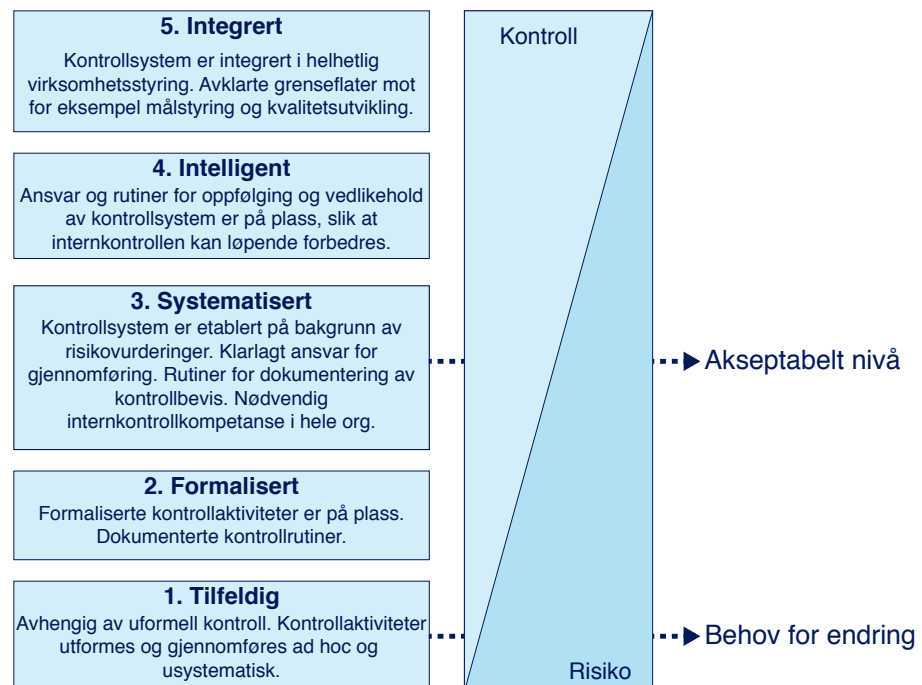 5. Integrert
Kontrollsystem er integrert i helhetlig
virksomhetsstyring. Avklarte grenseflater mot
for eksempel målstyring og kvalitetsutvikling.
4. Intelligent
Ansvar og rutiner for oppfølging og vedlikehold
av kontrollsystem er på plass, slik at
internkontrollen kan løpende forbedres.
3. Systematisert
Kontrollsystem er etablert på bakgrunn av
risikovurderinger. Klarlagt ansvar for
gjennomføring. Rutiner for dokumentering av
kontrollbevis. Nødvendig
internkontrollkompetanse i hele org.
2. Formalisert
Formaliserte kontrollaktiviteter er på plass.
Dokumenterte kontrollrutiner.
1. Tilfeldig
Avhengig av uformell kontroll. Kontrollaktiviteter
utformes og gjennomføres ad hoc og
usystematisk.
Kontroll
Risiko
Akseptabelt nivå
Behov for endring